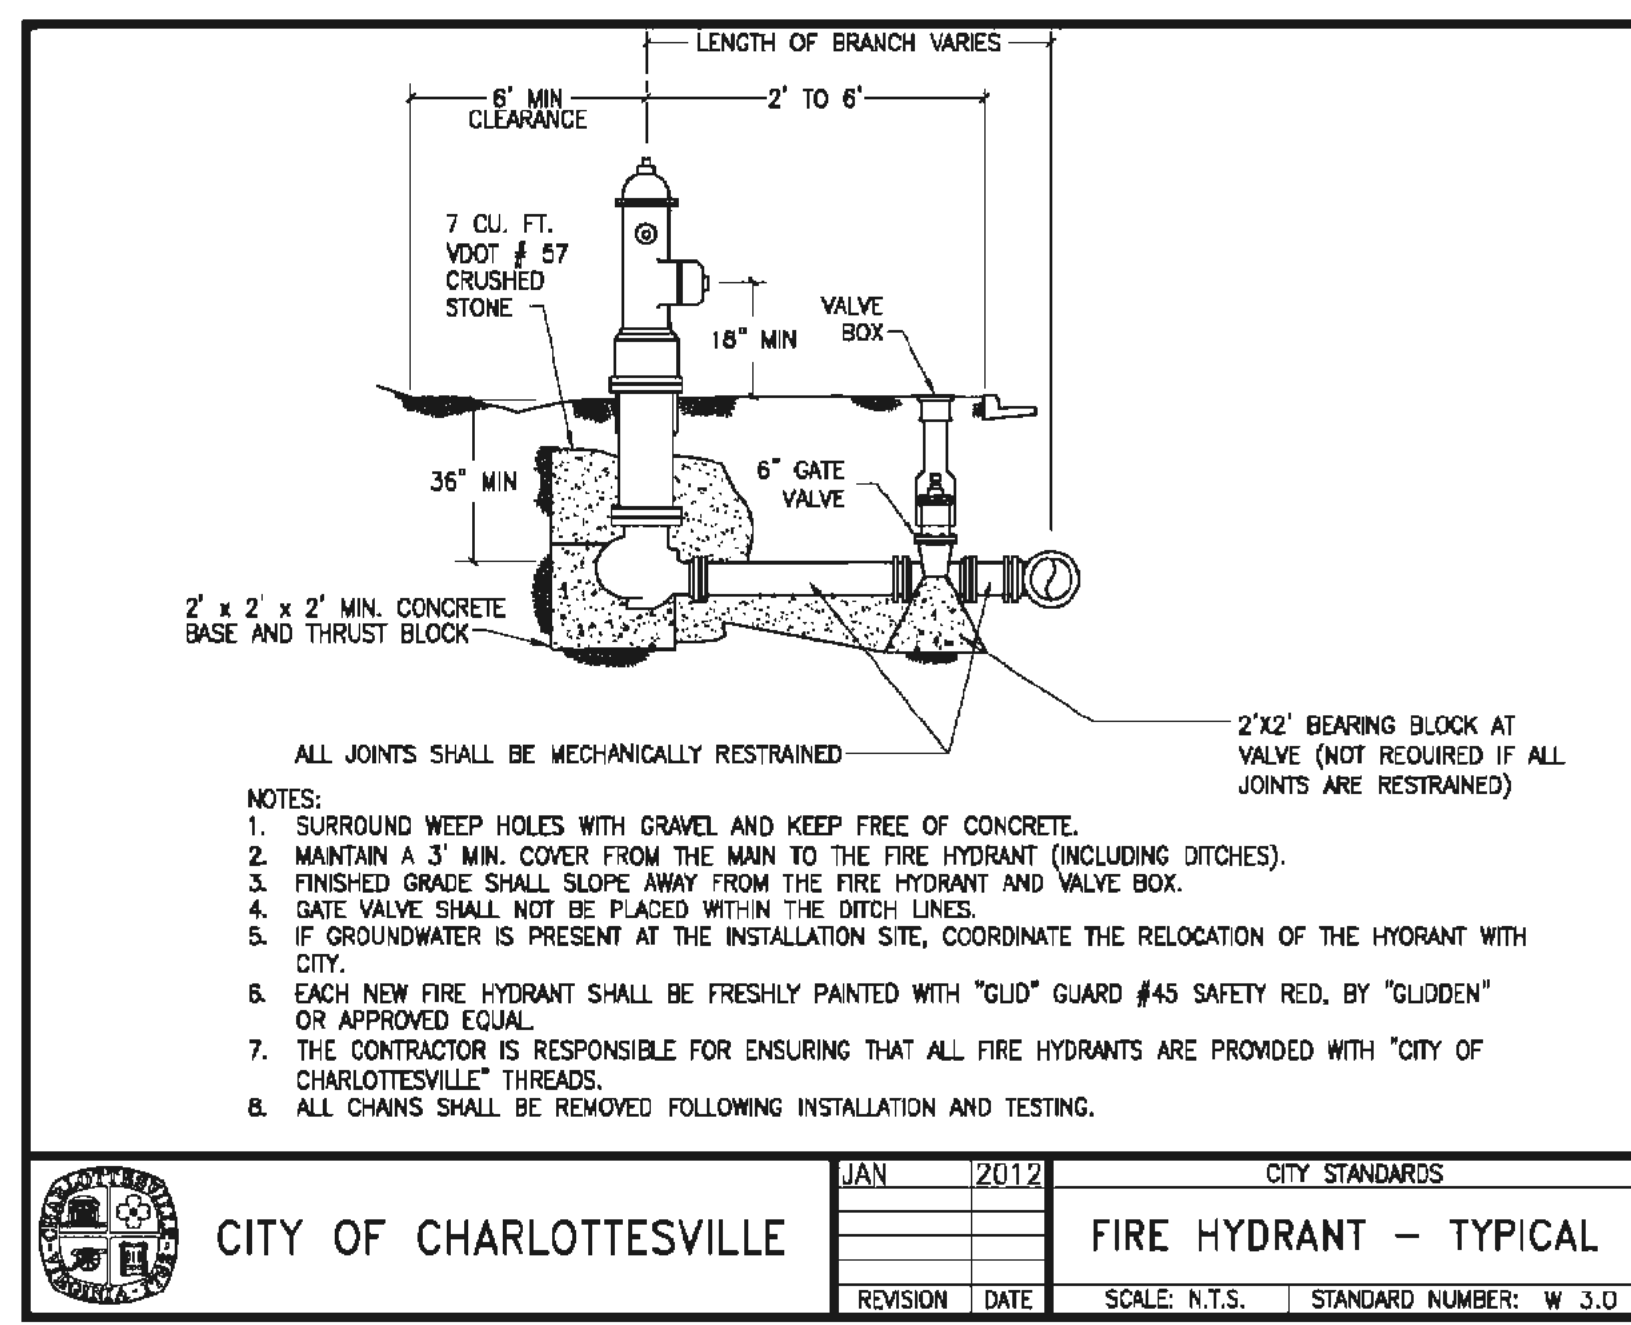 LENGTH OF BRANCH VARIES
6' MIN
CLEARANCE
2' TO 6'
7 CU. FT.
VDOT # 57
CRUSHED
STONE
18" MIN
VALVE
BOX
36" MIN
6" GATE
VALVE
2' x 2' x 2' MIN. CONCRETE
BASE AND THRUST BLOCK
ALL JOINTS SHALL BE MECHANICALLY RESTRAINED
2'X2' BEARING BLOCK AT
VALVE (NOT REQUIRED IF ALL
JOINTS ARE RESTRAINED)
NOTES:
1. SURROUND WEEP HOLES WITH GRAVEL AND KEEP FREE OF CONCRETE.
2. MAINTAIN A 3' MIN. COVER FROM THE MAIN TO THE FIRE HYDRANT (INCLUDING DITCHES).
3. FINISHED GRADE SHALL SLOPE AWAY FROM THE FIRE HYDRANT AND VALVE BOX.
4. GATE VALVE SHALL NOT BE PLACED WITHIN THE DITCH LINES.
5. IF GROUNDWATER IS PRESENT AT THE INSTALLATION SITE, COORDINATE THE RELOCATION OF THE HYDRANT WITH
CITY.
6. EACH NEW FIRE HYDRANT SHALL BE FRESHLY PAINTED WITH "GLID" GUARD #45 SAFETY RED, BY "GLIDDEN"
OR APPROVED EQUAL.
7. THE CONTRACTOR IS RESPONSIBLE FOR ENSURING THAT ALL FIRE HYDRANTS ARE PROVIDED WITH "CITY OF
CHARLOTTESVILLE" THREADS.
8. ALL CHAINS SHALL BE REMOVED FOLLOWING INSTALLATION AND TESTING.
CHARLOTTESVILLE
VIRGINIA
CITY OF CHARLOTTESVILLE
JAN 2012
REVISION DATE
CITY STANDARDS
FIRE HYDRANT – TYPICAL
SCALE: N.T.S. STANDARD NUMBER: W 3.0